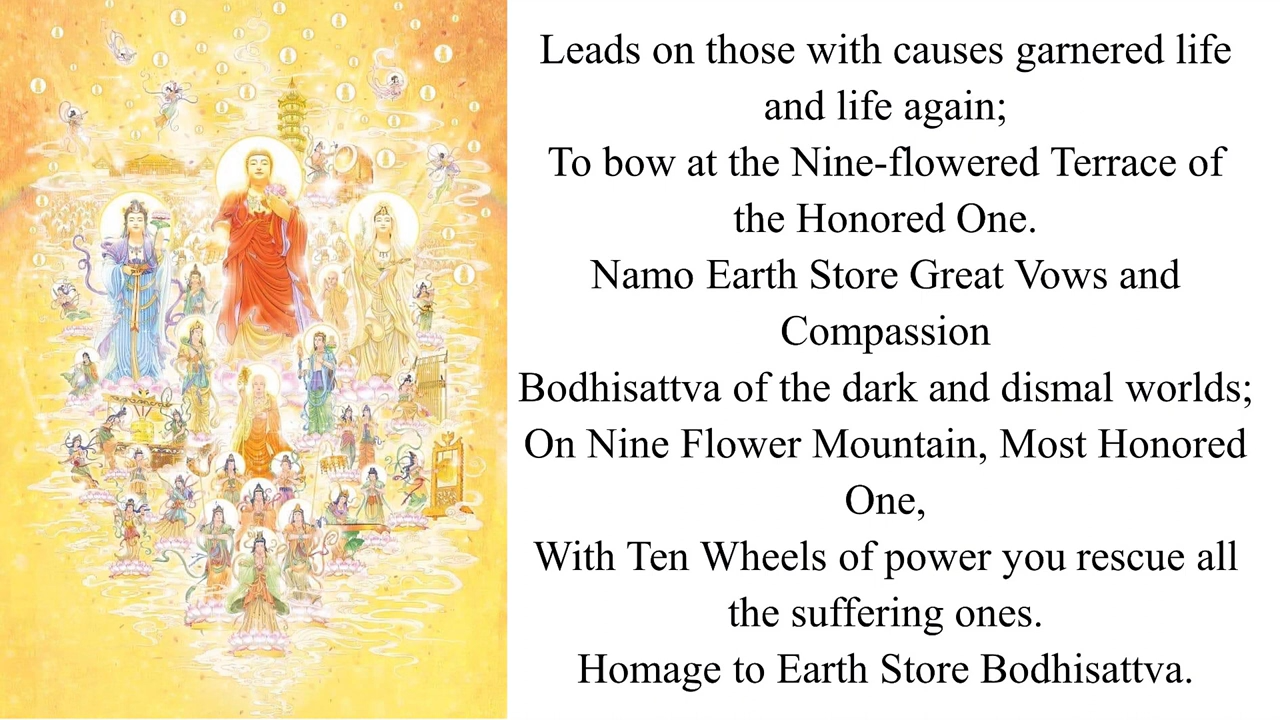 Leads on those with causes garnered life
and life again;
To bow at the Nine-flowered Terrace of
the Honored One.
Namo Earth Store Great Vows and
Compassion
Bodhisattva of the dark and dismal worlds;
On Nine Flower Mountain, Most Honored
One,
With Ten Wheels of power you rescue all
the suffering ones.
Homage to Earth Store Bodhisattva.